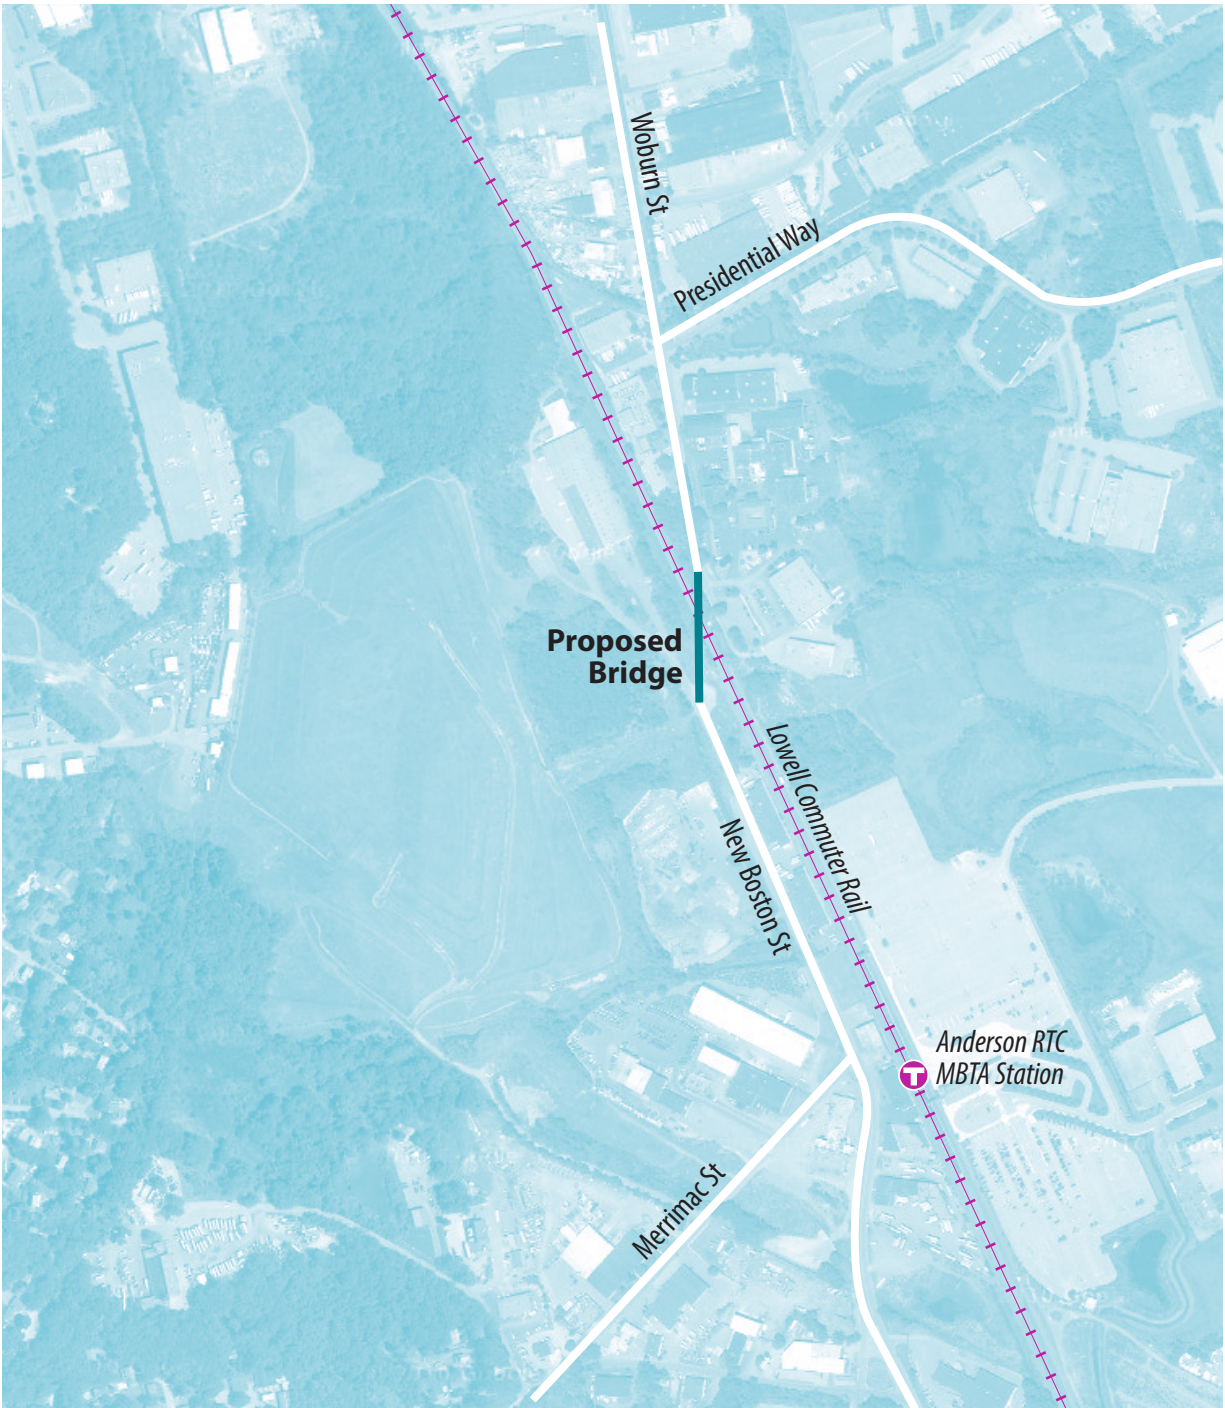 Woburn St
Presidential Way
Proposed
Bridge
Lowell Commuter Rail
New Boston St
Anderson RTC
T MBTA Station
Merrimac St